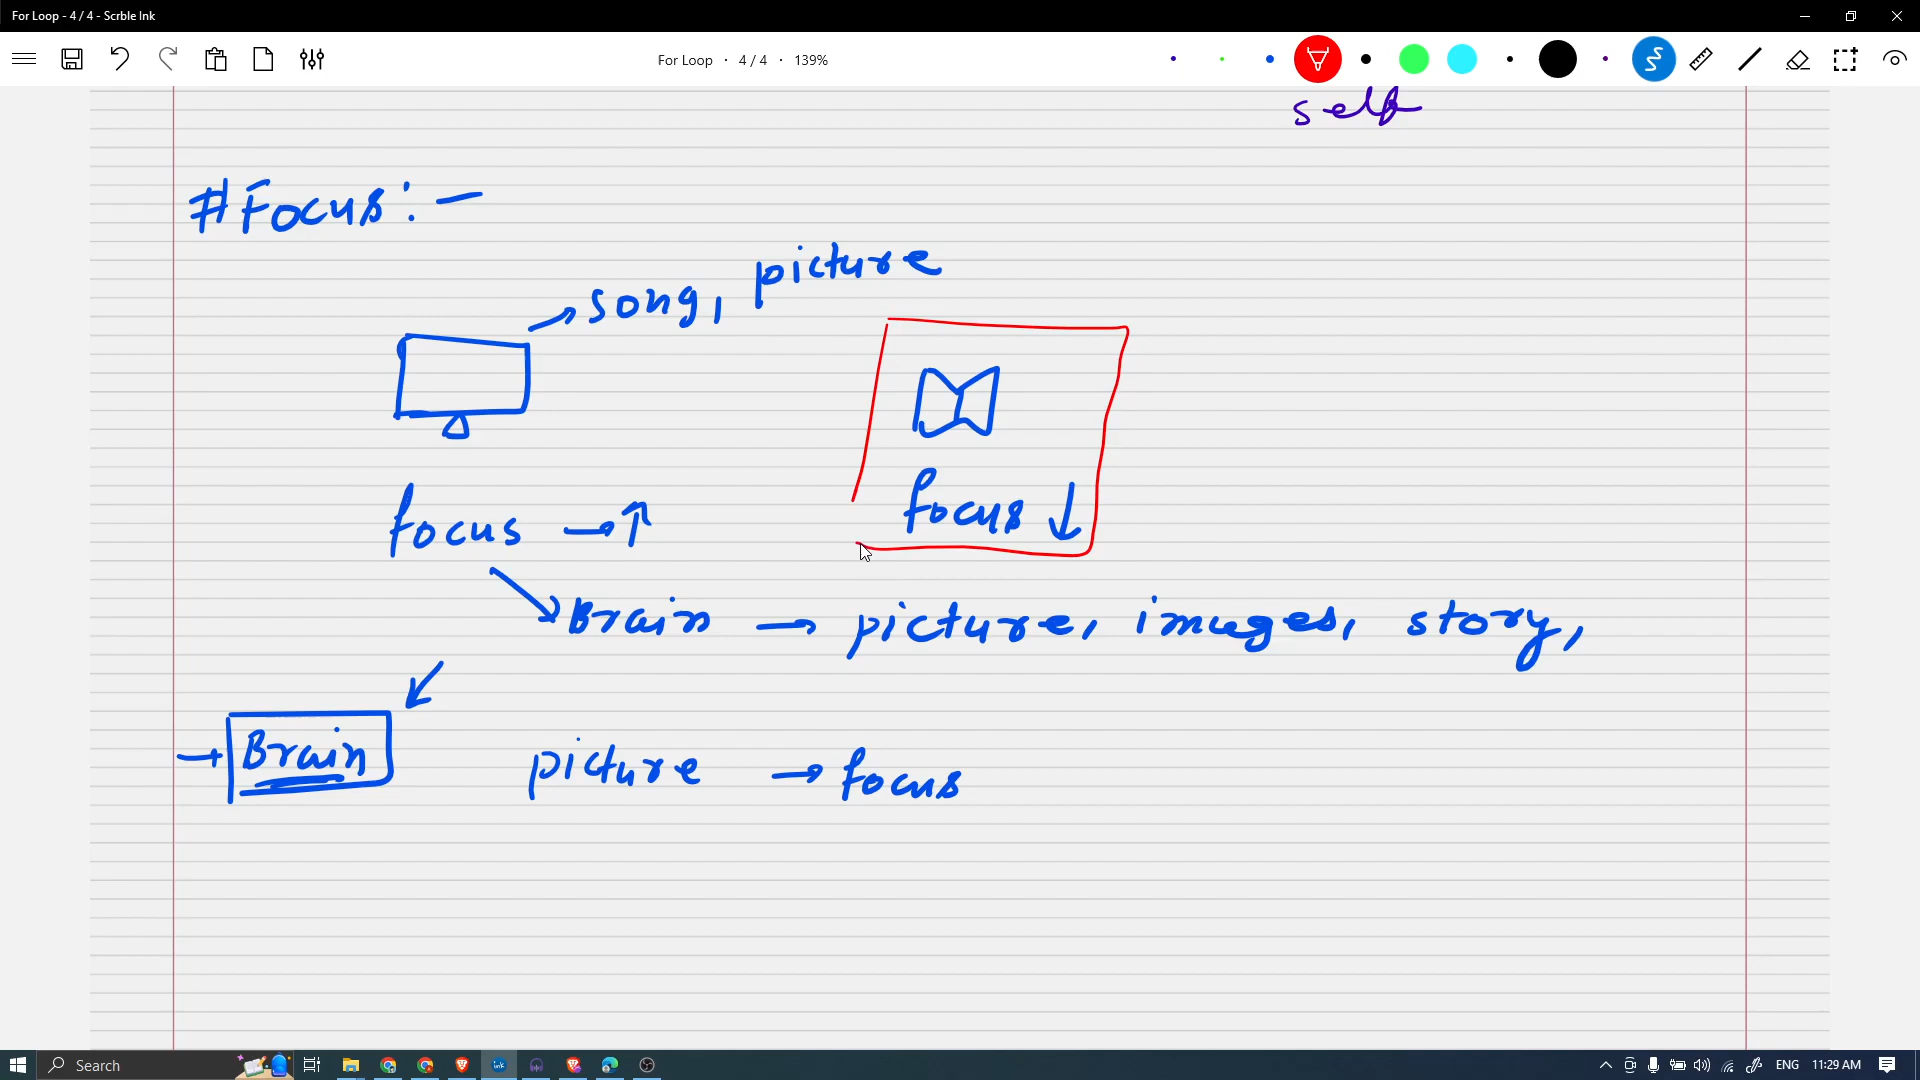 For Loop - 4 / 4 - Scrble Ink
For Loop · 4 / 4 · 139%
self
#Focus:-
→ song, picture
focus → ↑
focus ↓
Brain → picture, images, story,
→ Brain
picture → focus
Search
ink
ENG
11:29 AM